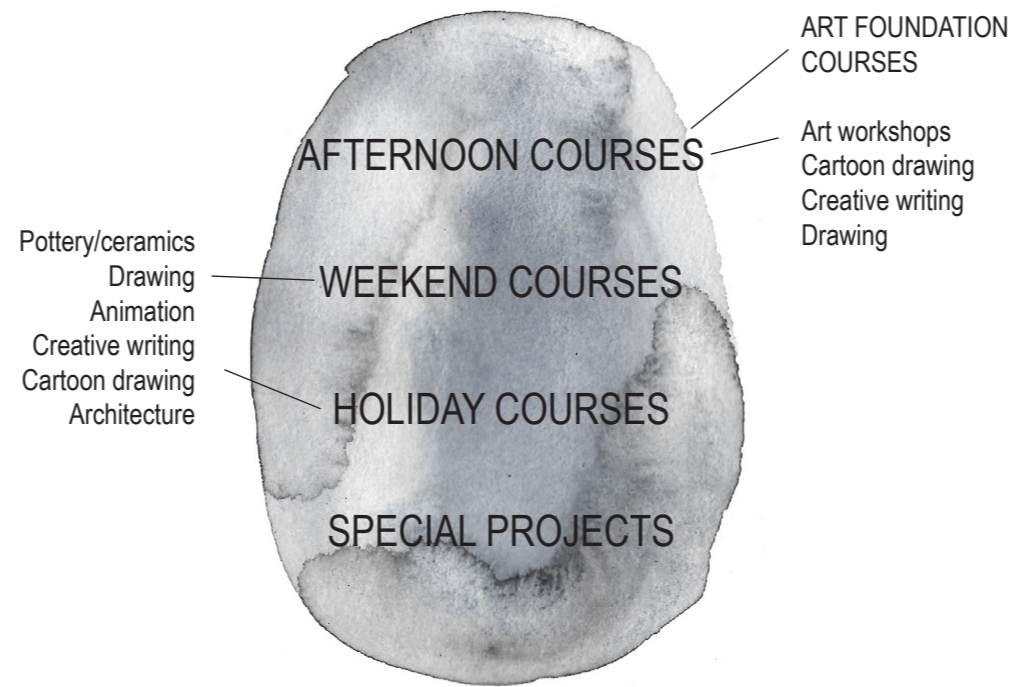 ART FOUNDATION
COURSES
AFTERNOON COURSES
Art workshops
Cartoon drawing
Creative writing
Drawing
Pottery/ceramics
Drawing
Animation
Creative writing
Cartoon drawing
Architecture
WEEKEND COURSES
HOLIDAY COURSES
SPECIAL PROJECTS